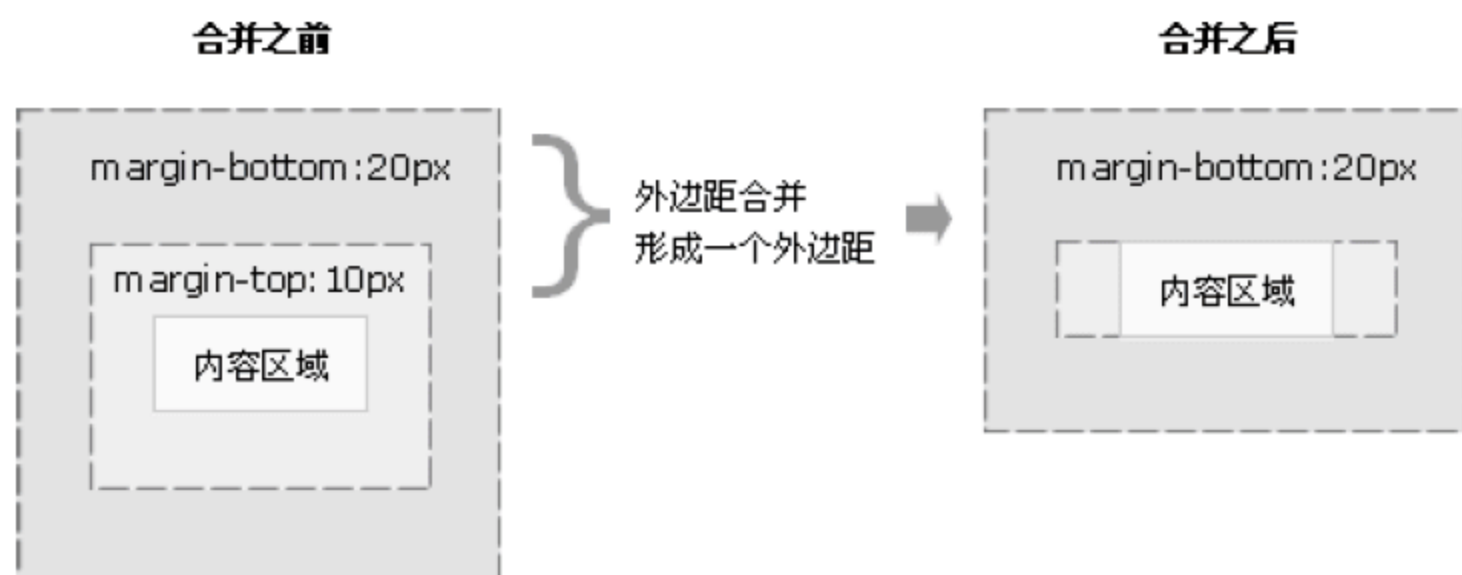 合并之前
合并之后
margin-bottom:20px
margin-top:10px
内容区域
外边距合并
形成一个外边距
margin-bottom:20px
内容区域